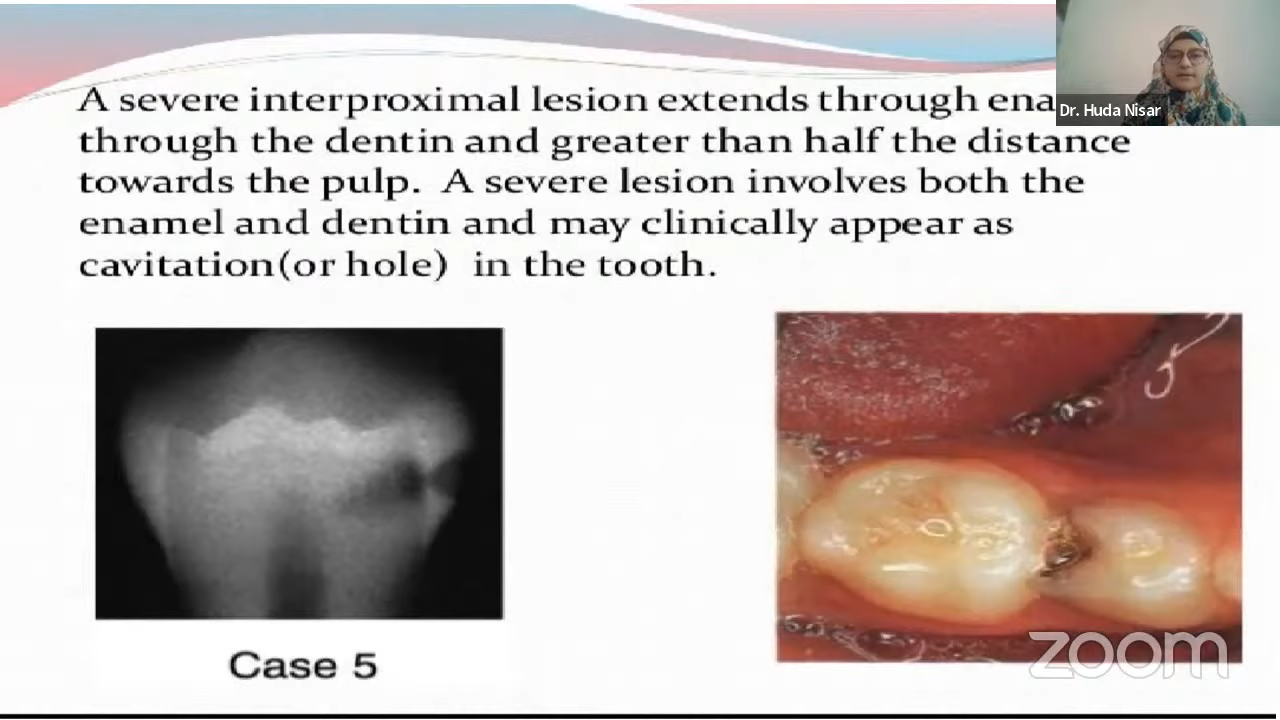 A severe interproximal lesion extends through ena
through the dentin and greater than half the distance
towards the pulp. A severe lesion involves both the
enamel and dentin and may clinically appear as
cavitation(or hole) in the tooth.
Dr. Huda Nisar
Case 5
zoom